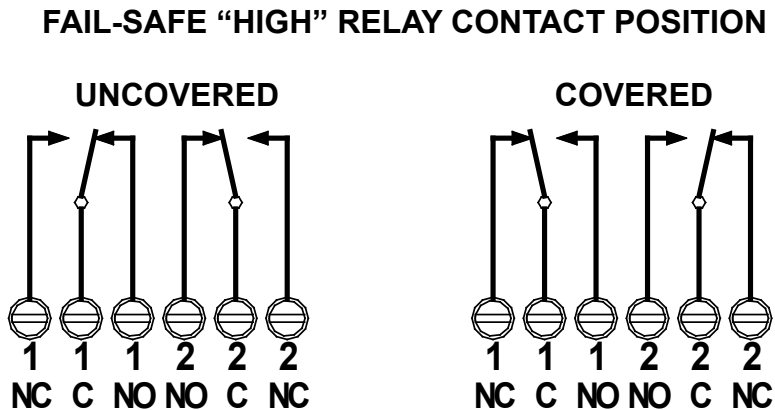 FAIL-SAFE “HIGH” RELAY CONTACT POSITION
UNCOVERED
1 1 1 2 2 2
NC C NO NO C NC
COVERED
1 1 1 2 2 2
NC C NO NO C NC